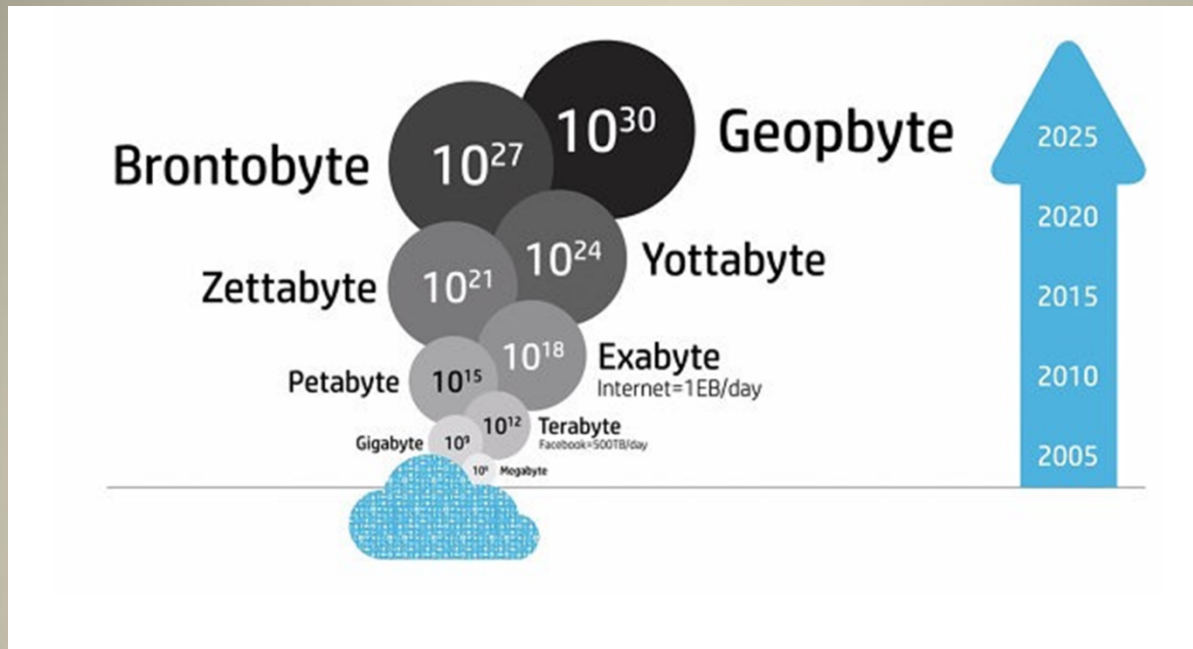 10³⁰ Geopbyte
Brontobyte 10²⁷
10²⁴ Yottabyte
Zettabyte 10²¹
10¹⁸ Exabyte
Internet=1EB/day
Petabyte 10¹⁵
10¹² Terabyte
Facebook=500TB/day
Gigabyte 10⁹
10⁶ Megabyte
2025
2020
2015
2010
2005